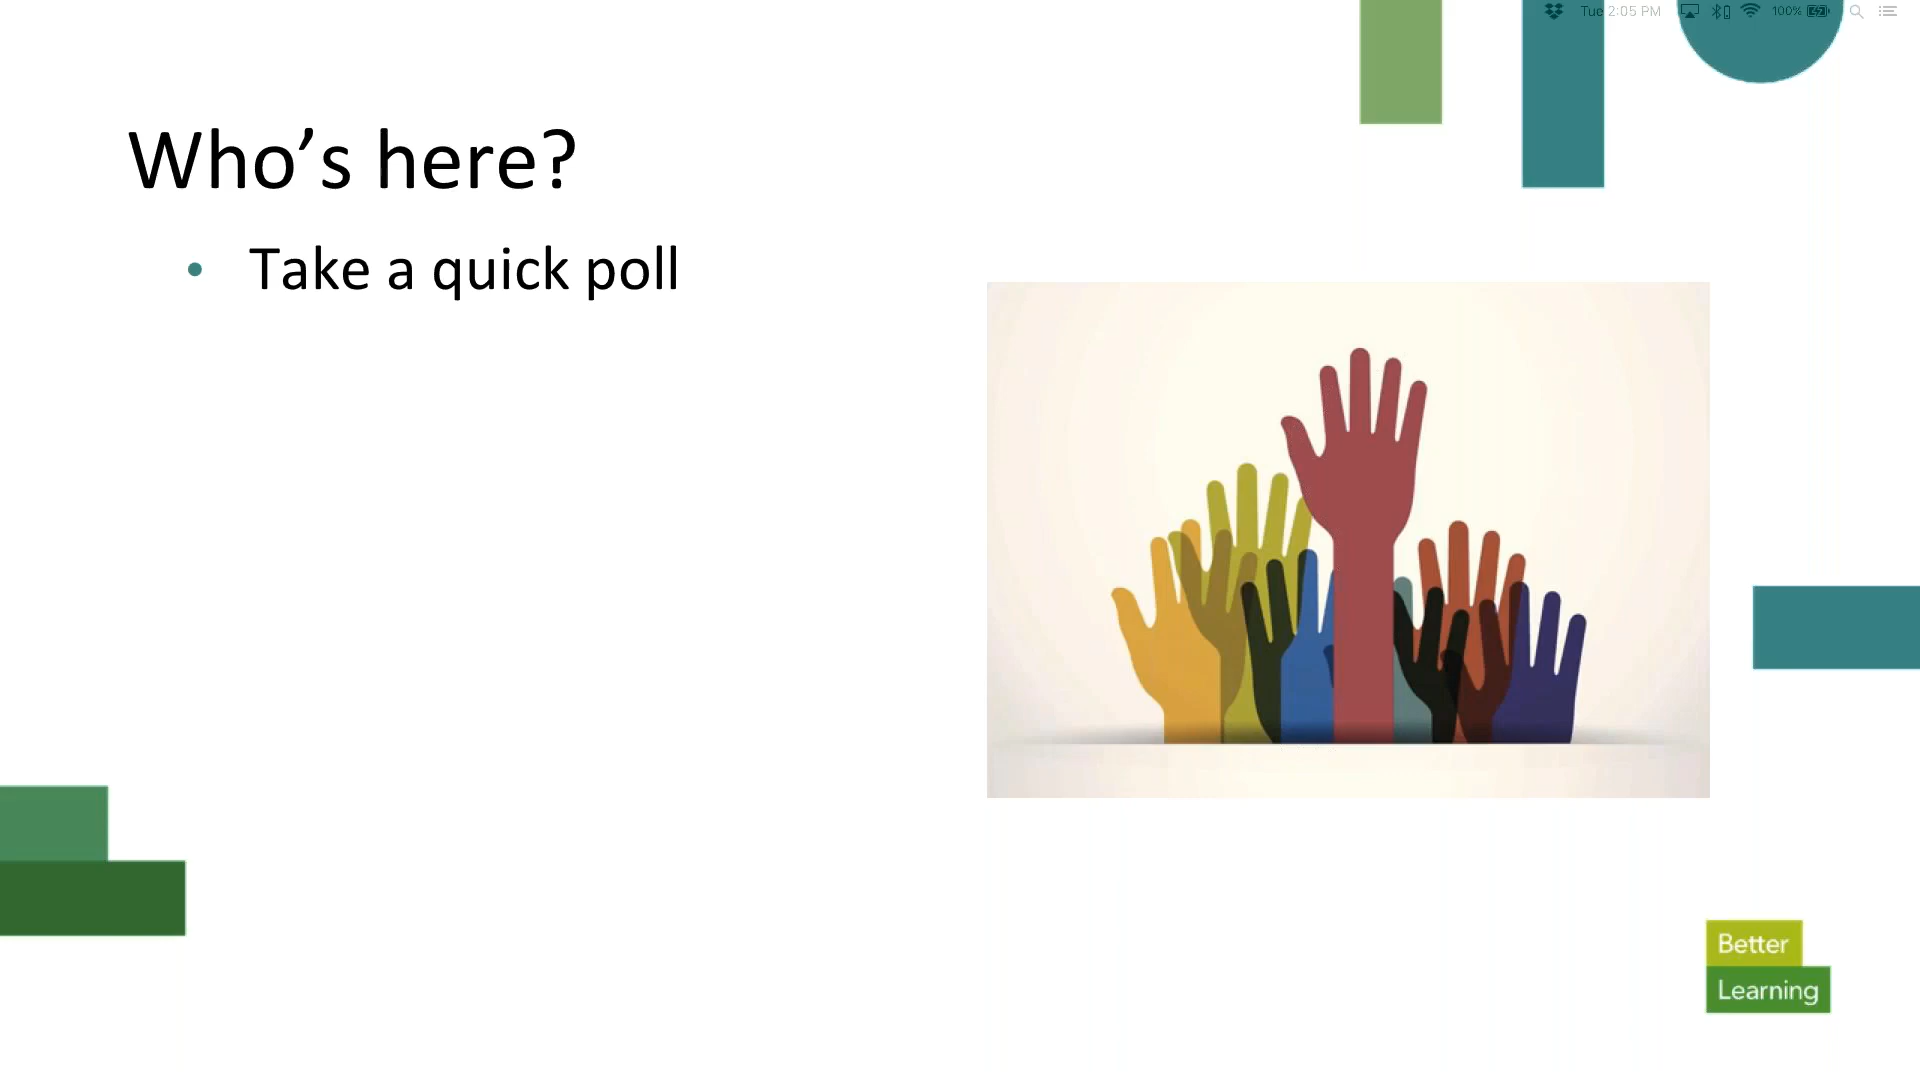 Tue 2:05 PM 100%
Who’s here?
• Take a quick poll
Better
Learning